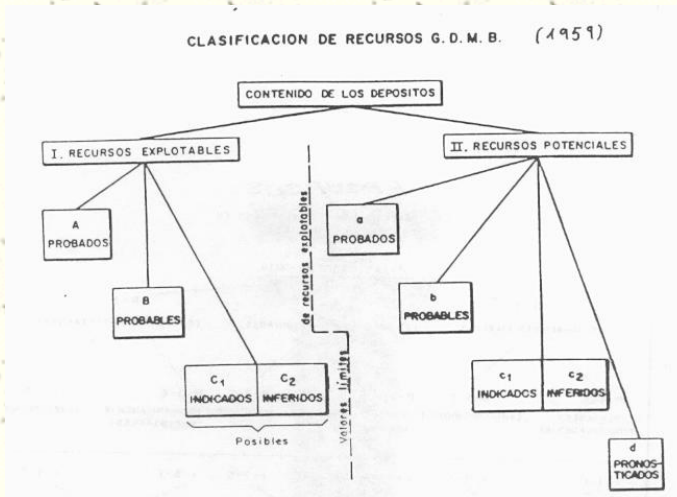 CLASIFICACION DE RECURSOS G. D. M. B. (1959)
CONTENIDO DE LOS DEPOSITOS
I. RECURSOS EXPLOTABLES
II. RECURSOS POTENCIALES
A
PROBADOS
B
PROBABLES
C1
INDICADOS
C2
INFERIDOS
Posibles
Valores límites
de recursos explotables
a
PROBADOS
b
PROBABLES
c1
INDICADOS
c2
INFERIDOS
d
PRONOS-
TICADOS